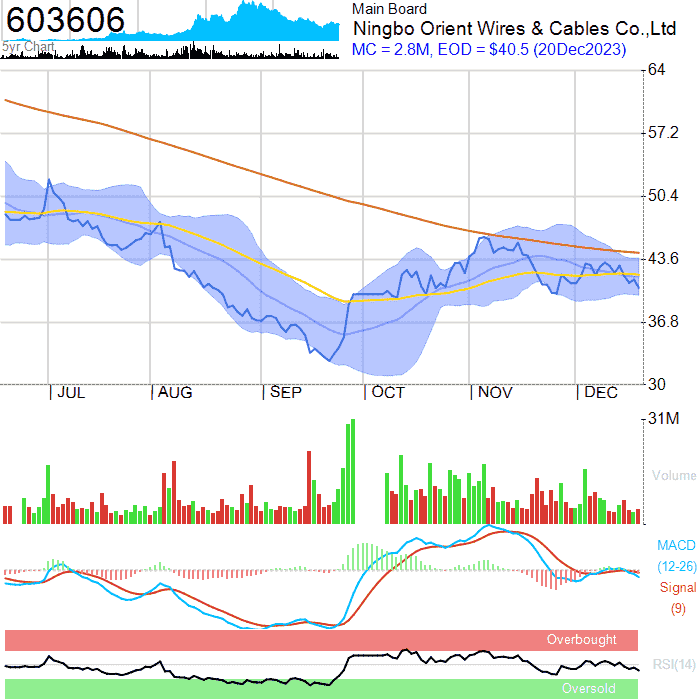 603606
5yr Chart
Main Board
Ningbo Orient Wires & Cables Co.,Ltd
MC = 2.8M, EOD = $40.5 (20Dec2023)
64
57.2
50.4
43.6
36.8
30
JUL
AUG
SEP
OCT
NOV
DEC
31M
Volume
MACD
(12-26)
Signal
(9)
Overbought
RSI(14)
Oversold